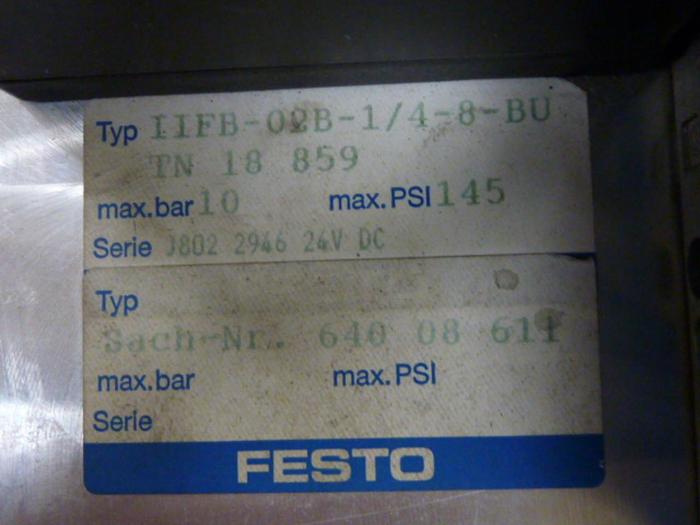 Typ IIFB-02B-1/4-8-BU
TN 18 859
max.bar 10 max.PSI 145
Serie J802 2946 24V DC
Typ
Sach-Nr. 640 08 611
max.bar max.PSI
Serie
FESTO